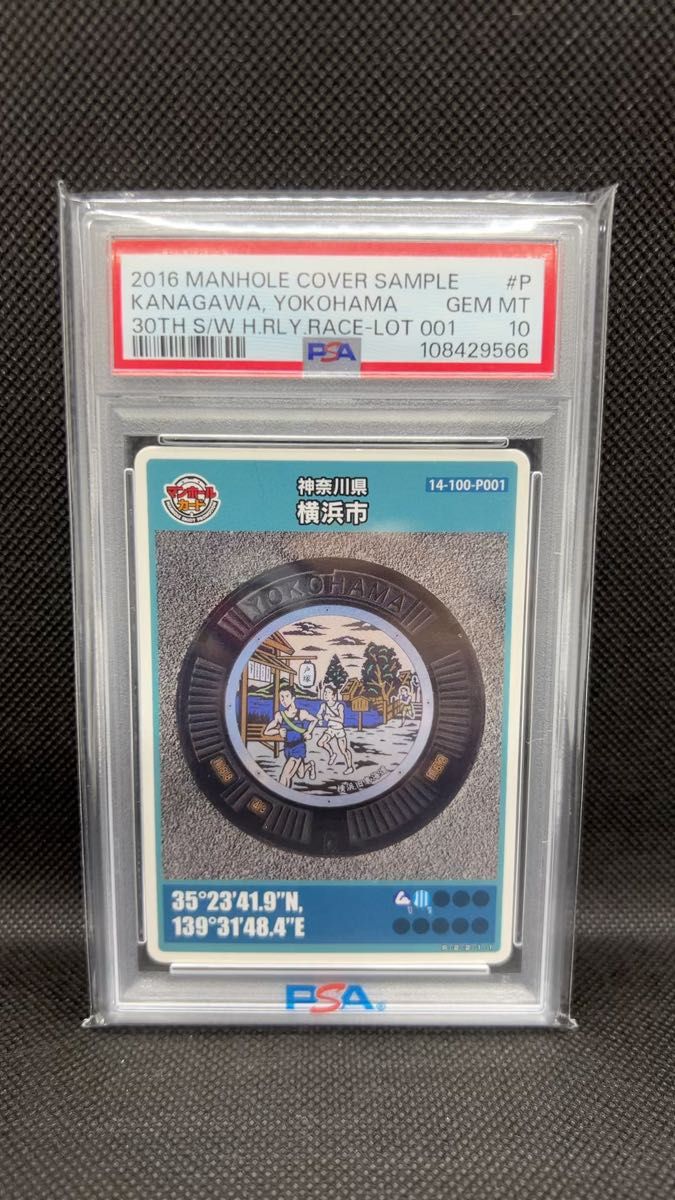 2016 MANHOLE COVER SAMPLE #P
KANAGAWA, YOKOHAMA GEM MT
30TH S/W H.RLY.RACE-LOT 001 10
PSA 108429566
マンホール
カード
神奈川県
横浜市
14-100-P001
YOKOHAMA
戸塚
35°23'41.9"N,
139°31'48.4"E
PSA